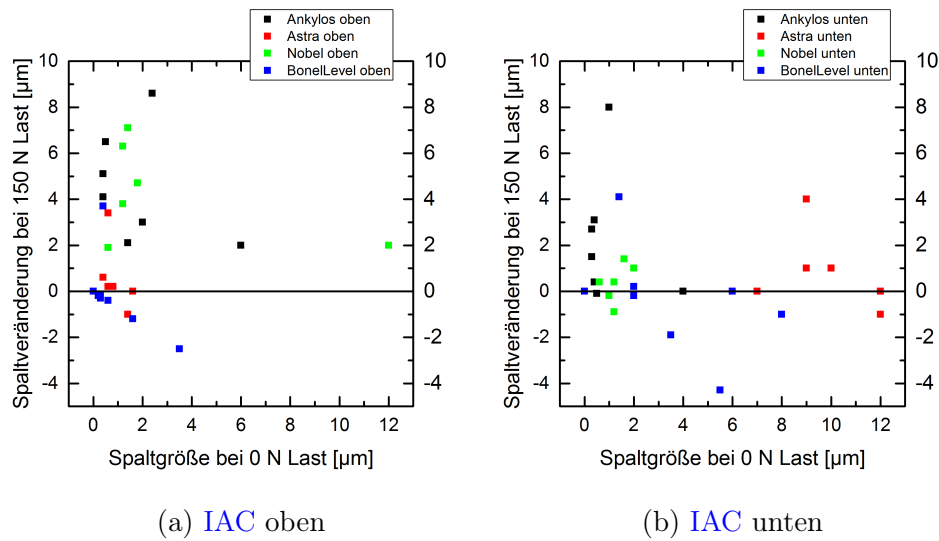 Ankylos oben
Astra oben
Nobel oben
BonelLevel oben
Spaltveränderung bei 150 N Last [µm]
10
8
6
4
2
0
-2
-4
10
8
6
4
2
0
-2
-4
0 2 4 6 8 10 12
Spaltgröße bei 0 N Last [µm]
(a) IAC oben
Ankylos unten
Astra unten
Nobel unten
BonelLevel unten
Spaltveränderung bei 150 N Last [µm]
10
8
6
4
2
0
-2
-4
10
8
6
4
2
0
-2
-4
0 2 4 6 8 10 12
Spaltgröße bei 0 N Last [µm]
(b) IAC unten